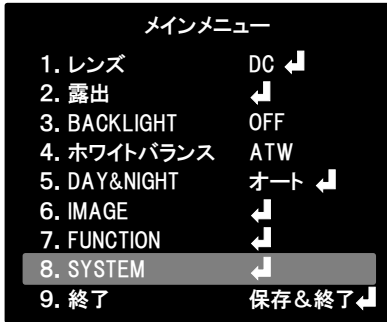 メインメニュー
1. レンズ DC ↲
2. 露出 ↲
3. BACKLIGHT OFF
4. ホワイトバランス ATW
5. DAY&NIGHT オート ↲
6. IMAGE ↲
7. FUNCTION ↲
8. SYSTEM ↲
9. 終了 保存&終了↲